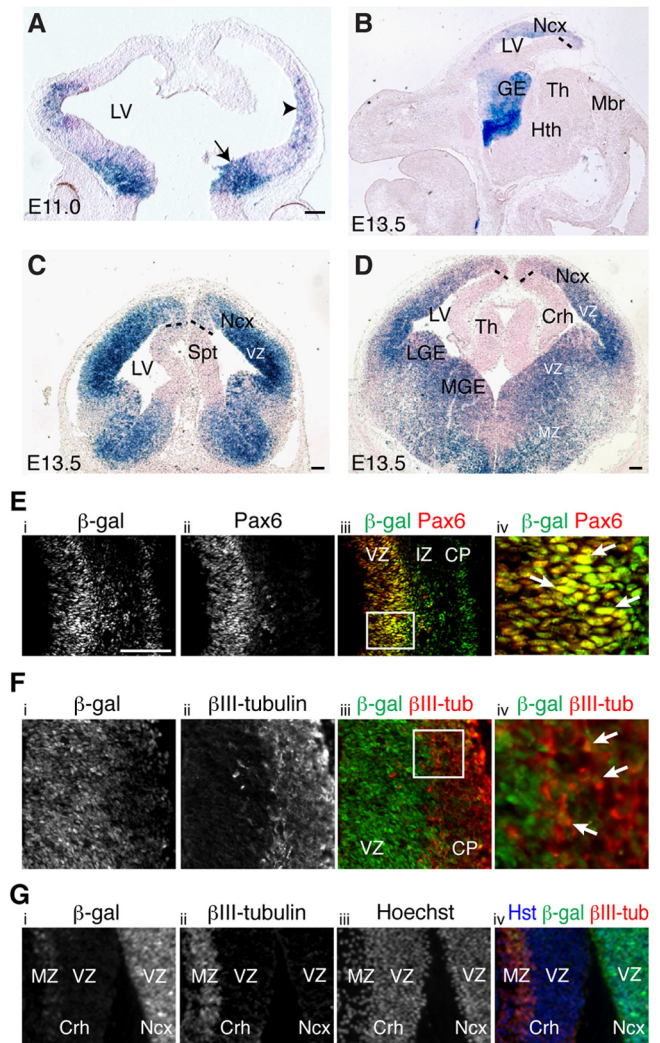 A
LV
E11.0
B
Ncx
LV
GE
Th
Mbr
Hth
E13.5
C
Ncx
VZ
LV
Spt
E13.5
D
Ncx
LV
VZ
Th
Crh
LGE
VZ
MGE
MZ
E13.5
E
i β-gal
ii Pax6
iii β-gal Pax6
iv β-gal Pax6
VZ IZ CP
F
i β-gal
ii βIII-tubulin
iii β-gal βIII-tub
iv β-gal βIII-tub
VZ CP
G
i β-gal
ii βIII-tubulin
iii Hoechst
iv Hst β-gal βIII-tub
MZ VZ VZ
Crh Ncx
MZ VZ VZ
Crh Ncx
MZ VZ VZ
Crh Ncx
MZ VZ VZ
Crh Ncx